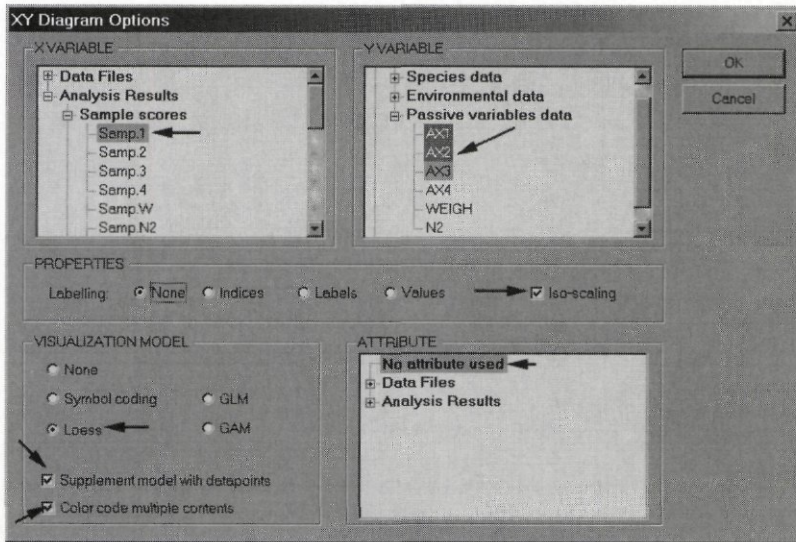 XY Diagram Options
X VARIABLE
Data Files
Analysis Results
Sample scores
Samp.1
Samp.2
Samp.3
Samp.4
Samp.W
Samp.N2
Y VARIABLE
Species data
Environmental data
Passive variables data
AX1
AX2
AX3
AX4
WEIGH
N2
OK
Cancel
PROPERTIES
Labelling: None Indices Labels Values Iso-scaling
VISUALIZATION MODEL
None
Symbol coding GLM
Loess GAM
Supplement model with datapoints
Color code multiple contents
ATTRIBUTE
No attribute used
Data Files
Analysis Results